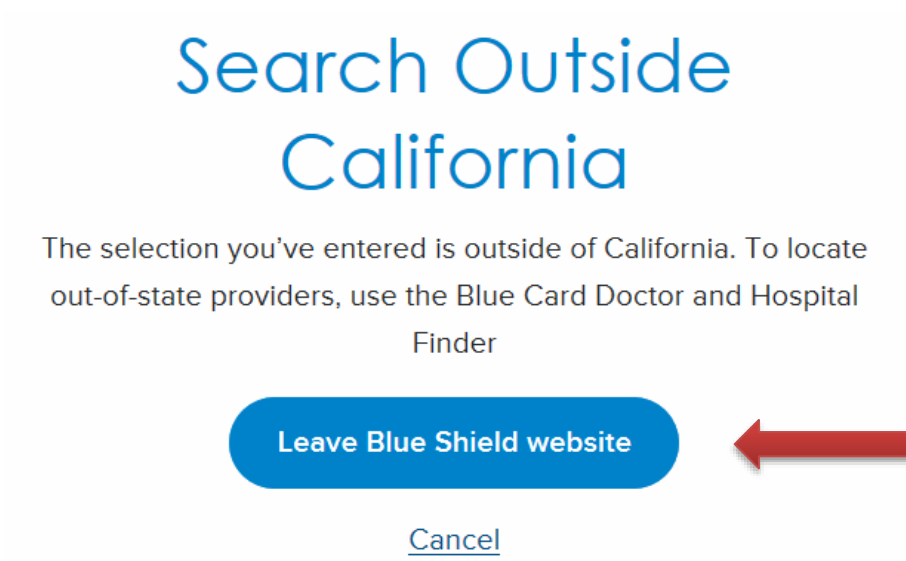 Search Outside
California
The selection you’ve entered is outside of California. To locate
out-of-state providers, use the Blue Card Doctor and Hospital
Finder
Leave Blue Shield website
Cancel